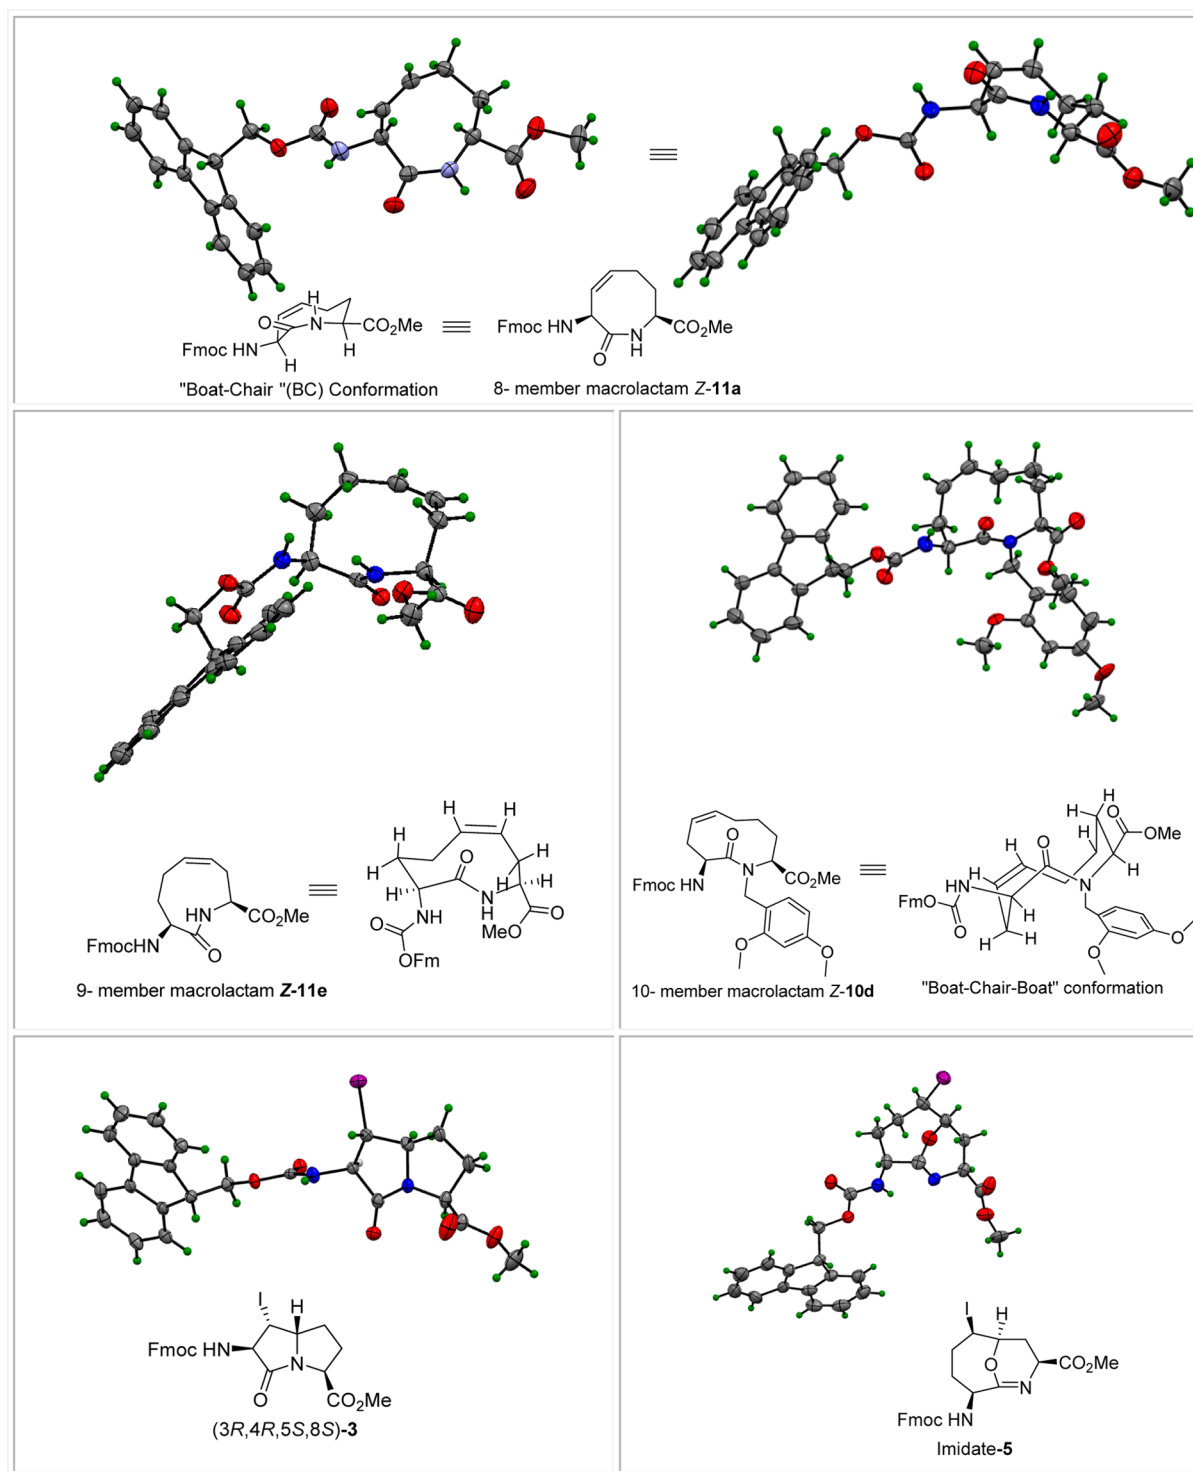 Fmoc HN
O
H
N
H
CO₂Me
H
Fmoc HN
O
N
H
CO₂Me
"Boat-Chair "(BC) Conformation
8- member macrolactam Z-11a
HN
CO₂Me
FmocHN
O
H
H
H
H
O
H
H
H
H
NH
N
H
O
O
MeO
OFm
9- member macrolactam Z-11e
O
Fmoc HN
N
CO₂Me
O
O
H
H
H
O
O
OMe
H
HN
N
FmO
O
H
H
H
O
O
10- member macrolactam Z-10d
"Boat-Chair-Boat" conformation
I
H
Fmoc HN
N
O
CO₂Me
(3R,4R,5S,8S)-3
I
H
O
N
CO₂Me
Fmoc HN
Imidate-5